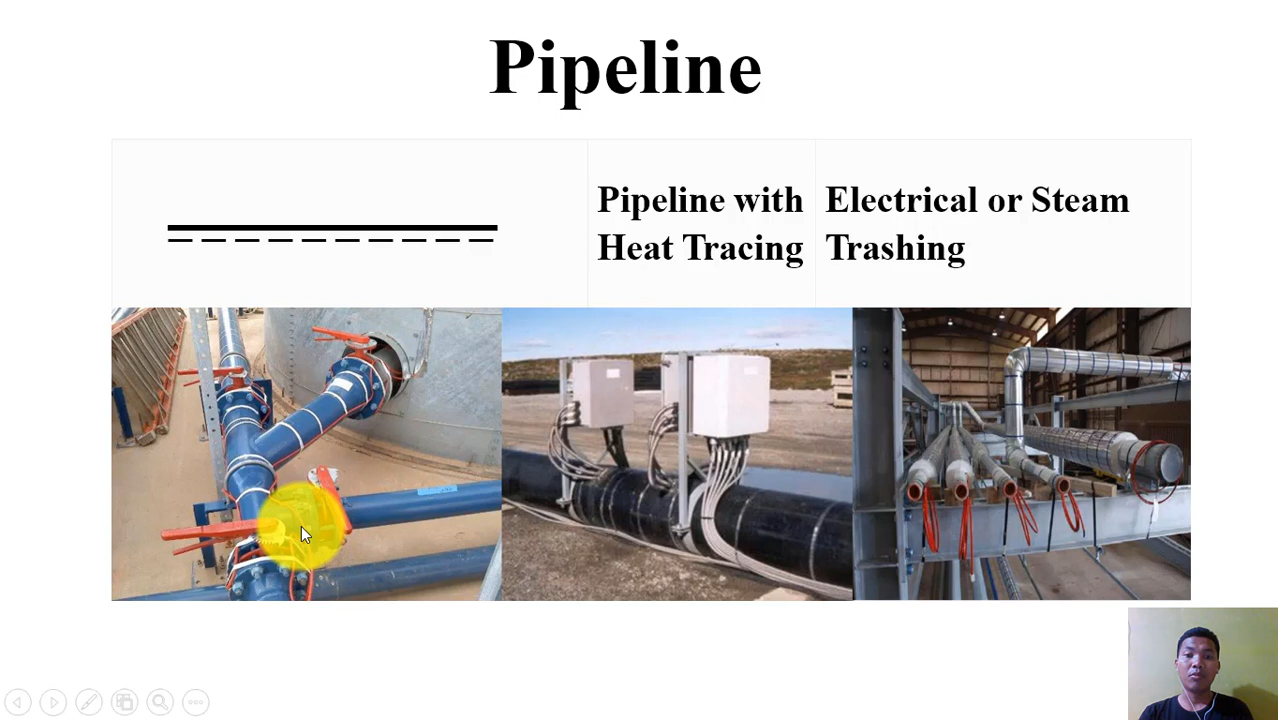 Pipeline
Pipeline with
Heat Tracing
Electrical or Steam
Trashing